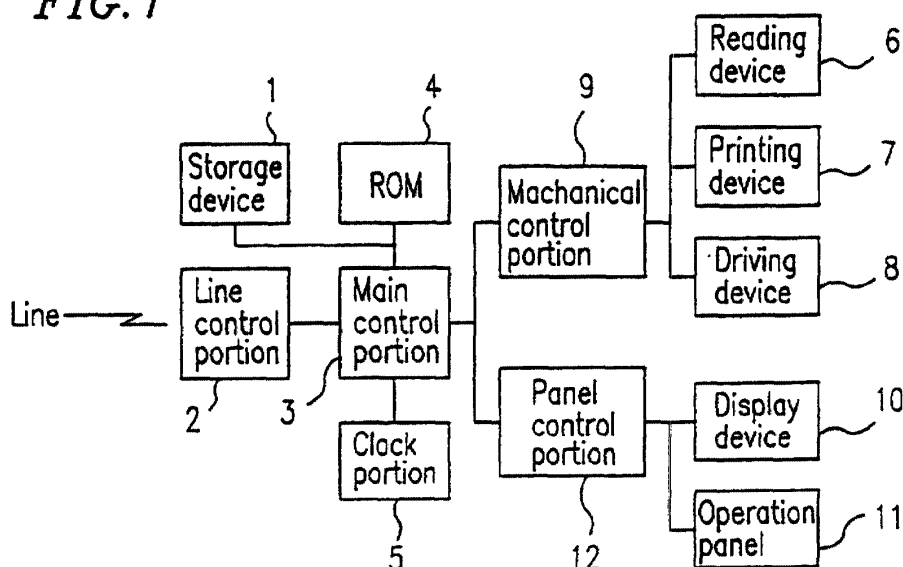 FIG.
1
4
9
Reading
device
6
Storage
device
ROM
Machanical
control
portion
Printing
device
7
Driving
device
8
Line
Line
control
portion
2
Main
control
portion
3
Clack
portion
5
Panel
control
portion
12
Display
device
10
Operation
panel
11